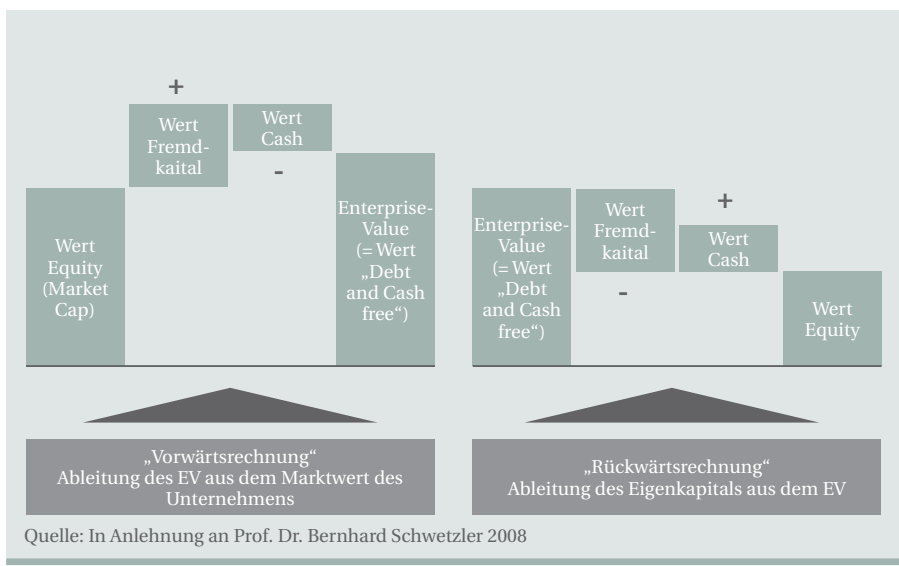 +
Wert
Fremd-
kaital
Wert
Cash
-
Wert
Equity
(Market
Cap)
Enterprise-
Value
(= Wert
„Debt
and Cash
free“)
Enterprise-
Value
(= Wert
„Debt
and Cash
free“)
Wert
Fremd-
kaital
-
+
Wert
Cash
Wert
Equity
„Vorwärtsrechnung“
Ableitung des EV aus dem Marktwert des
Unternehmens
„Rückwärtsrechnung“
Ableitung des Eigenkapitals aus dem EV
Quelle: In Anlehnung an Prof. Dr. Bernhard Schwetzler 2008